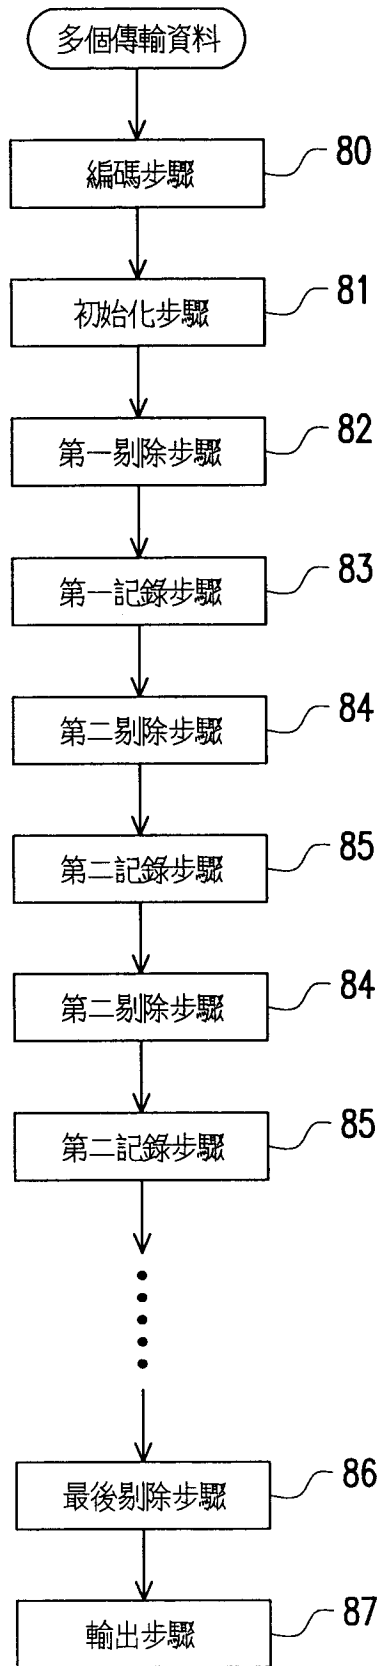 多個傳輸資料
編碼步驟
80
初始化步驟
81
第一剔除步驟
82
第一記錄步驟
83
第二剔除步驟
84
第二記錄步驟
85
第二剔除步驟
84
第二記錄步驟
85
最後剔除步驟
86
輸出步驟
87